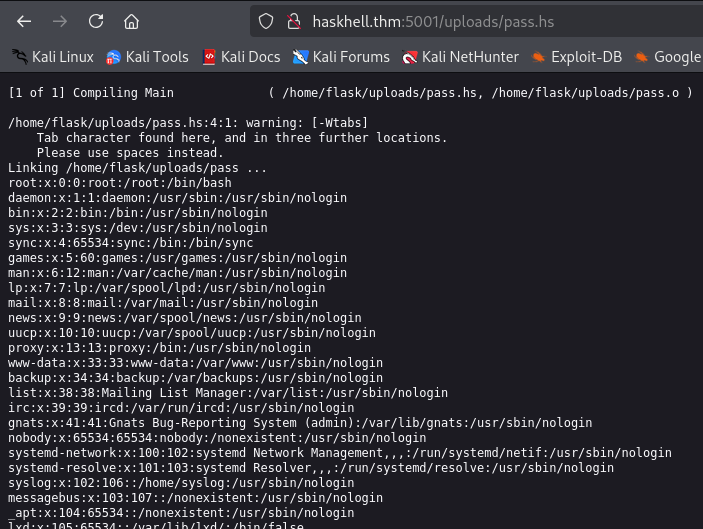 haskhell.thm:5001/uploads/pass.hs
Kali Linux Kali Tools Kali Docs Kali Forums Kali NetHunter Exploit-DB Google
[1 of 1] Compiling Main ( /home/flask/uploads/pass.hs, /home/flask/uploads/pass.o )
/home/flask/uploads/pass.hs:4:1: warning: [-Wtabs]
Tab character found here, and in three further locations.
Please use spaces instead.
Linking /home/flask/uploads/pass ...
root:x:0:0:root:/root:/bin/bash
daemon:x:1:1:daemon:/usr/sbin:/usr/sbin/nologin
bin:x:2:2:bin:/bin:/usr/sbin/nologin
sys:x:3:3:sys:/dev:/usr/sbin/nologin
sync:x:4:65534:sync:/bin:/bin/sync
games:x:5:60:games:/usr/games:/usr/sbin/nologin
man:x:6:12:man:/var/cache/man:/usr/sbin/nologin
lp:x:7:7:lp:/var/spool/lpd:/usr/sbin/nologin
mail:x:8:8:mail:/var/mail:/usr/sbin/nologin
news:x:9:9:news:/var/spool/news:/usr/sbin/nologin
uucp:x:10:10:uucp:/var/spool/uucp:/usr/sbin/nologin
proxy:x:13:13:proxy:/bin:/usr/sbin/nologin
www-data:x:33:33:www-data:/var/www:/usr/sbin/nologin
backup:x:34:34:backup:/var/backups:/usr/sbin/nologin
list:x:38:38:Mailing List Manager:/var/list:/usr/sbin/nologin
irc:x:39:39:ircd:/var/run/ircd:/usr/sbin/nologin
gnats:x:41:41:Gnats Bug-Reporting System (admin):/var/lib/gnats:/usr/sbin/nologin
nobody:x:65534:65534:nobody:/nonexistent:/usr/sbin/nologin
systemd-network:x:100:102:systemd Network Management,,,:/run/systemd/netif:/usr/sbin/nologin
systemd-resolve:x:101:103:systemd Resolver,,,:/run/systemd/resolve:/usr/sbin/nologin
syslog:x:102:106::/home/syslog:/usr/sbin/nologin
messagebus:x:103:107::/nonexistent:/usr/sbin/nologin
_apt:x:104:65534::/nonexistent:/usr/sbin/nologin
lxd:x:105:65534::/var/lib/lxd/:/bin/false